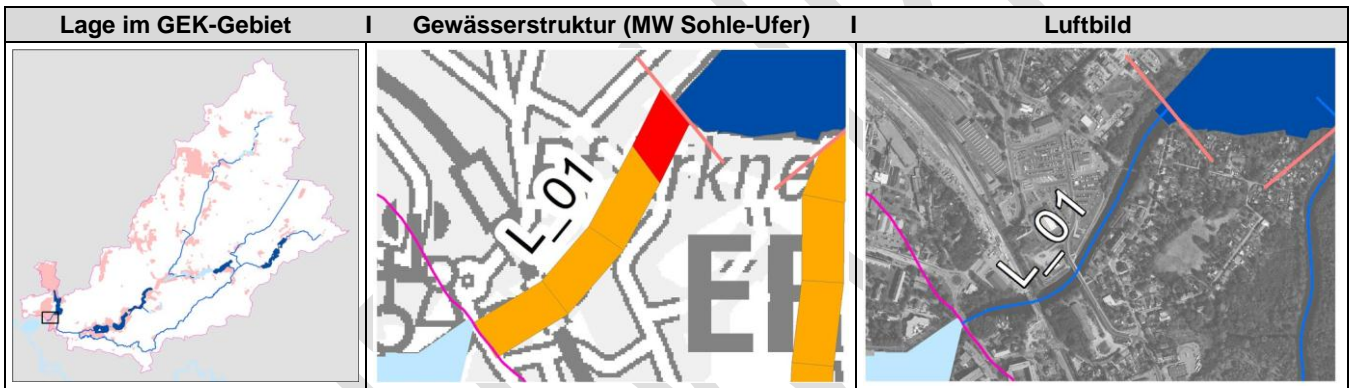 Lage im GEK-Gebiet I Gewässerstruktur (MW Sohle-Ufer) I Luftbild
L_01
L_01